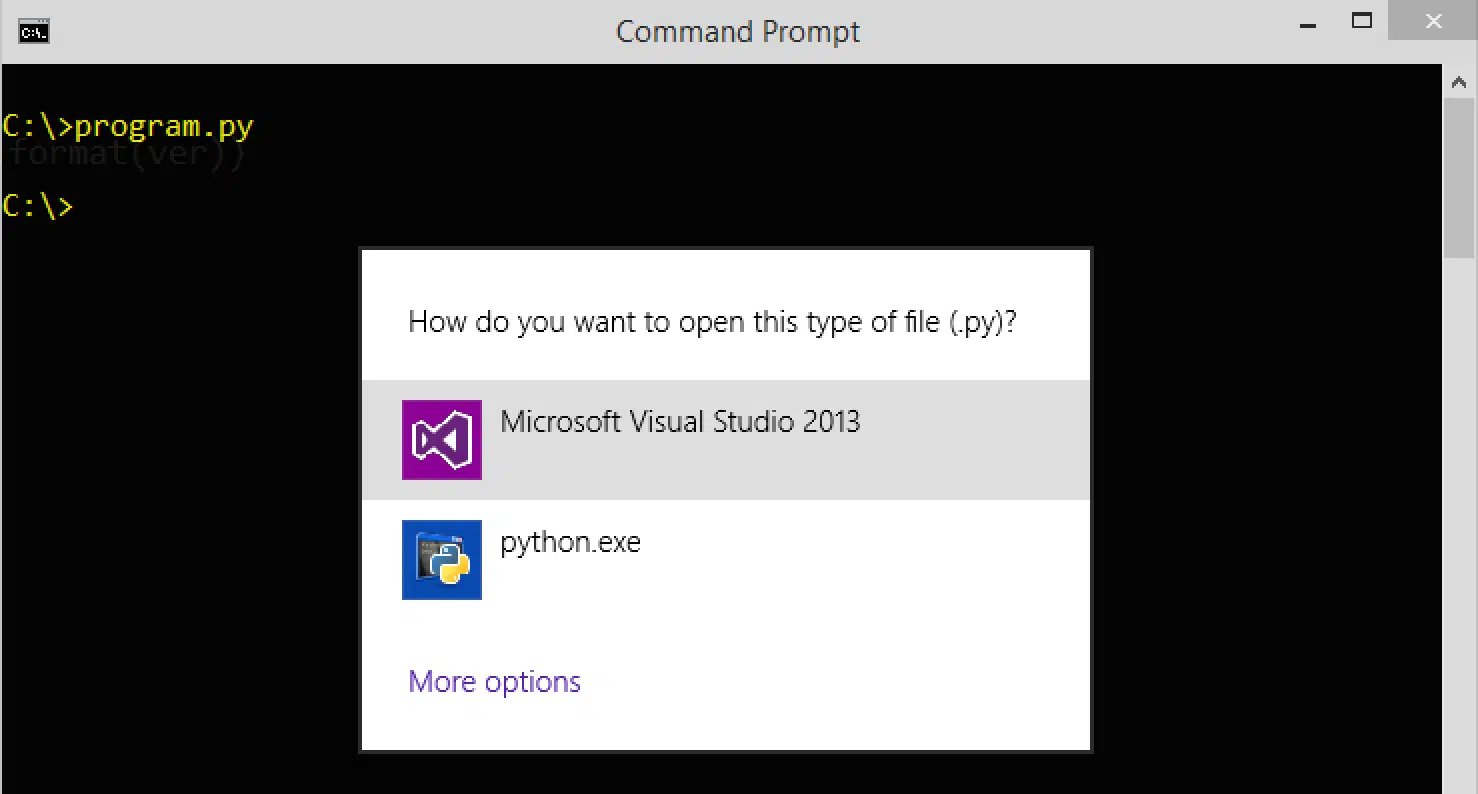 Command Prompt
C:\>program.py
format(ver))
C:\>
How do you want to open this type of file (.py)?
Microsoft Visual Studio 2013
python.exe
More options